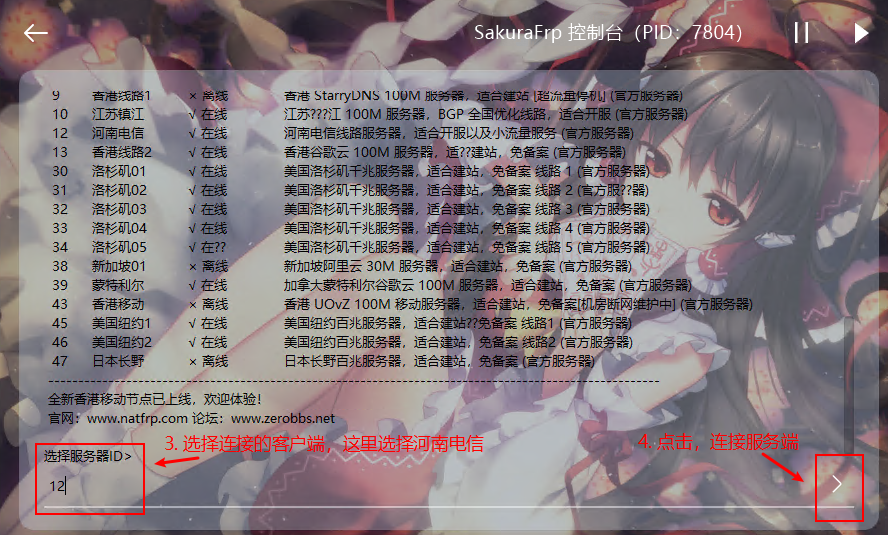 SakuraFrp 控制台（PID：7804）
9 香港线路1 × 离线 香港 StarryDNS 100M 服务器，适合建站 [超流量停机] (官方服务器)
10 江苏镇江 √ 在线 江苏???江 100M 服务器，BGP 全国优化线路，适合开服 (官方服务器)
12 河南电信 √ 在线 河南电信线路服务器，适合开服以及小流量服务 (官方服务器)
13 香港线路2 √ 在线 香港谷歌云 100M 服务器，适??建站，免备案 (官方服务器)
30 洛杉矶01 √ 在线 美国洛杉矶千兆服务器，适合建站，免备案 线路 1 (官方服务器)
31 洛杉矶02 √ 在线 美国洛杉矶千兆服务器，适合建站，免备案 线路 2 (官方服??器)
32 洛杉矶03 √ 在线 美国洛杉矶千兆服务器，适合建站，免备案 线路 3 (官方服务器)
33 洛杉矶04 √ 在线 美国洛杉矶千兆服务器，适合建站，免备案 线路 4 (官方服务器)
34 洛杉矶05 √ 在?? 美国洛杉矶千兆服务器，适合建站，免备案 线路 5 (官方服务器)
38 新加坡01 × 离线 新加坡阿里云 30M 服务器，适合建站，免备案 (官方服务器)
39 蒙特利尔 √ 在线 加拿大蒙特利尔谷歌云 100M 服务器，适合建站，免备案 (官方服务器)
43 香港移动 × 离线 香港 UOvZ 100M 移动服务器，适合建站，免备案[机房断网维护中] (官方服务器)
45 美国纽约1 √ 在线 美国纽约百兆服务器，适合建站??免备案 线路1 (官方服务器)
46 美国纽约2 √ 在线 美国纽约百兆服务器，适合建站，免备案 线路2 (官方服务器)
47 日本长野 × 离线 日本长野百兆服务器，适合建站，免备案 (官方服务器)
------------------------------------------------------------------------------------------------------
全新香港移动节点已上线，欢迎体验！
官网：www.natfrp.com 论坛：www.zerobbs.net
3. 选择连接的客户端，这里选择河南电信
4. 点击，连接服务端
选择服务器ID>
12